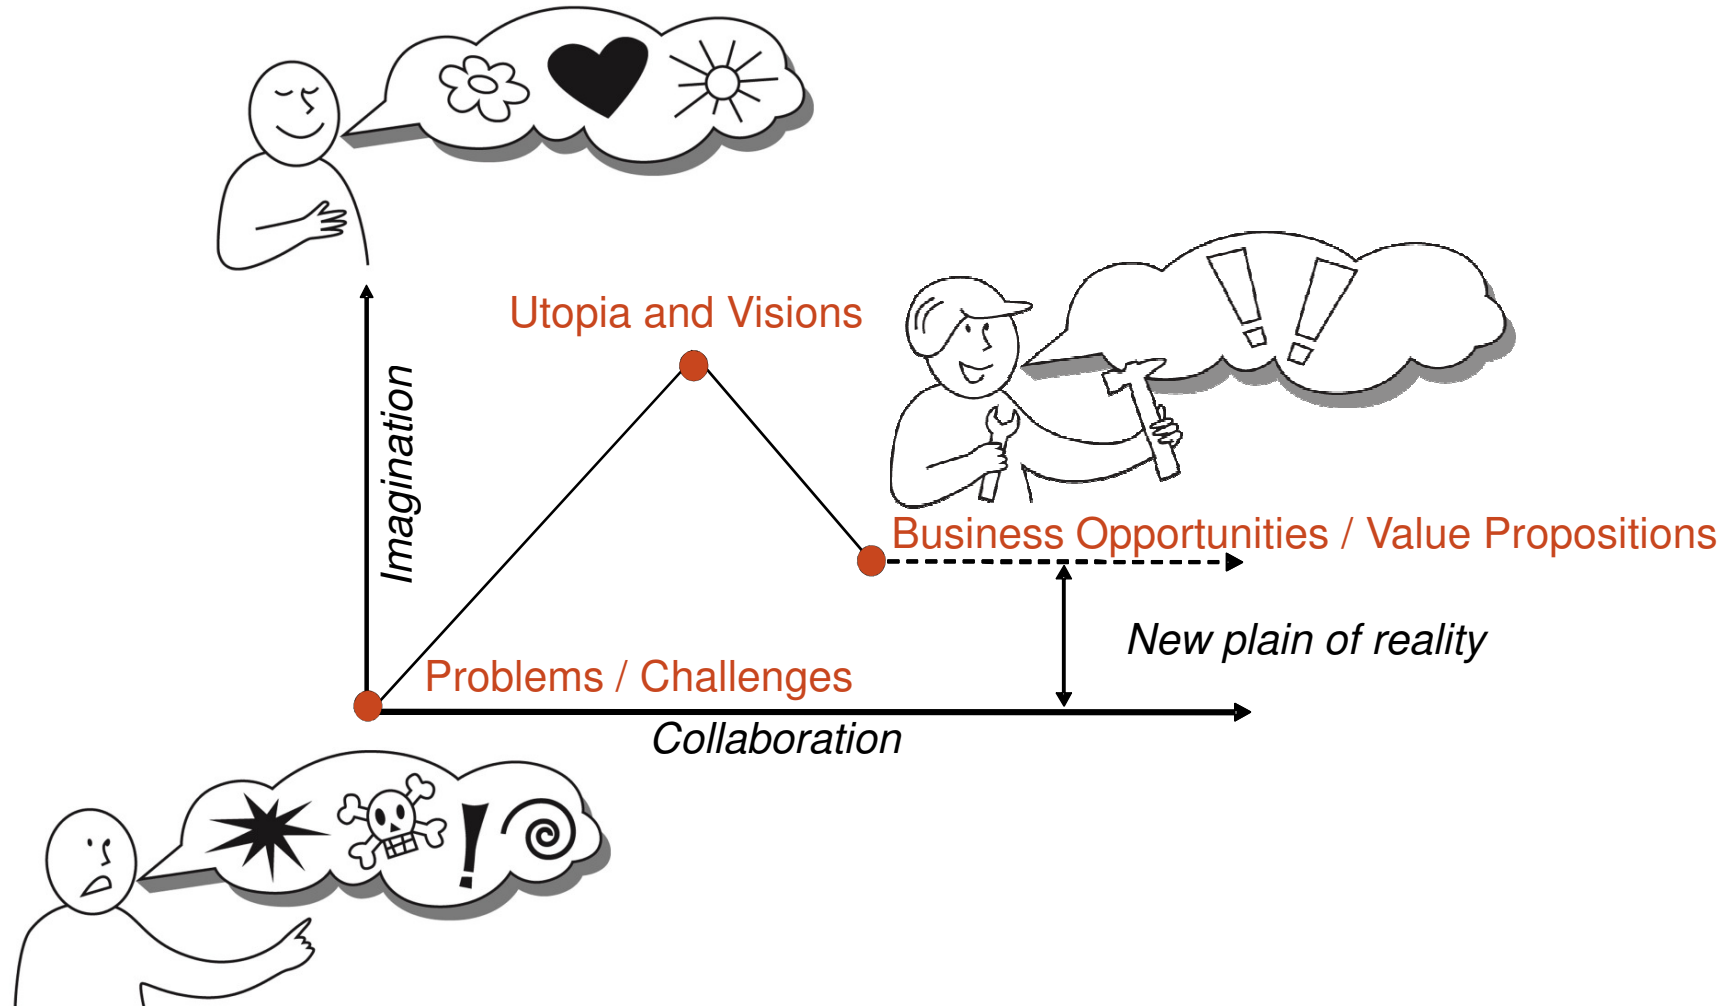 Utopia and Visions
Imagination
Business Opportunities / Value Propositions
New plain of reality
Problems / Challenges
Collaboration